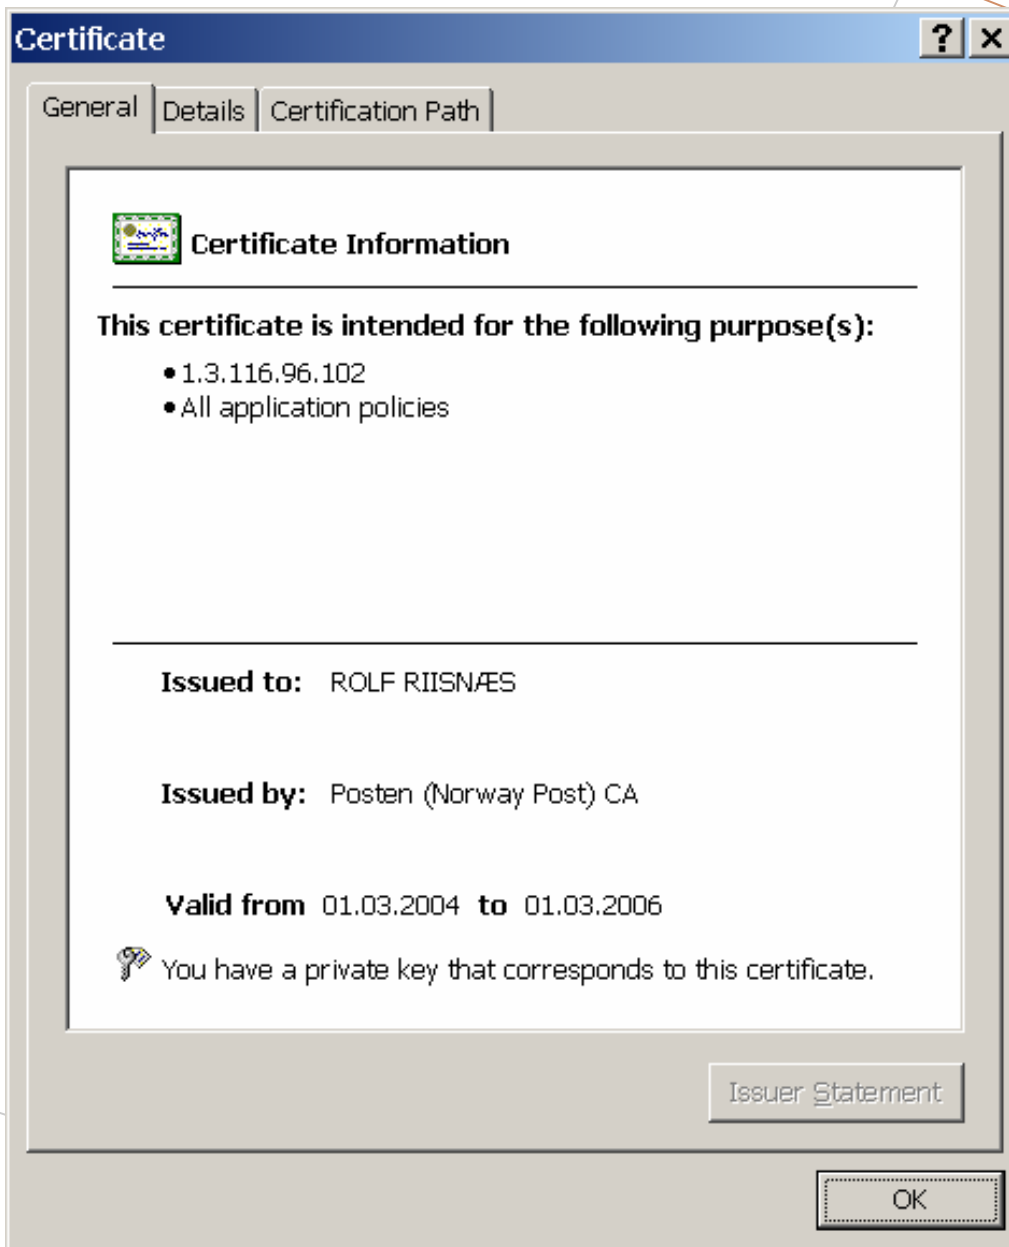 Certificate
General Details Certification Path
Certificate Information
This certificate is intended for the following purpose(s):
•1.3.116.96.102
•All application policies
Issued to: ROLF RIISNÆS
Issued by: Posten (Norway Post) CA
Valid from 01.03.2004 to 01.03.2006
You have a private key that corresponds to this certificate.
Issuer Statement
OK